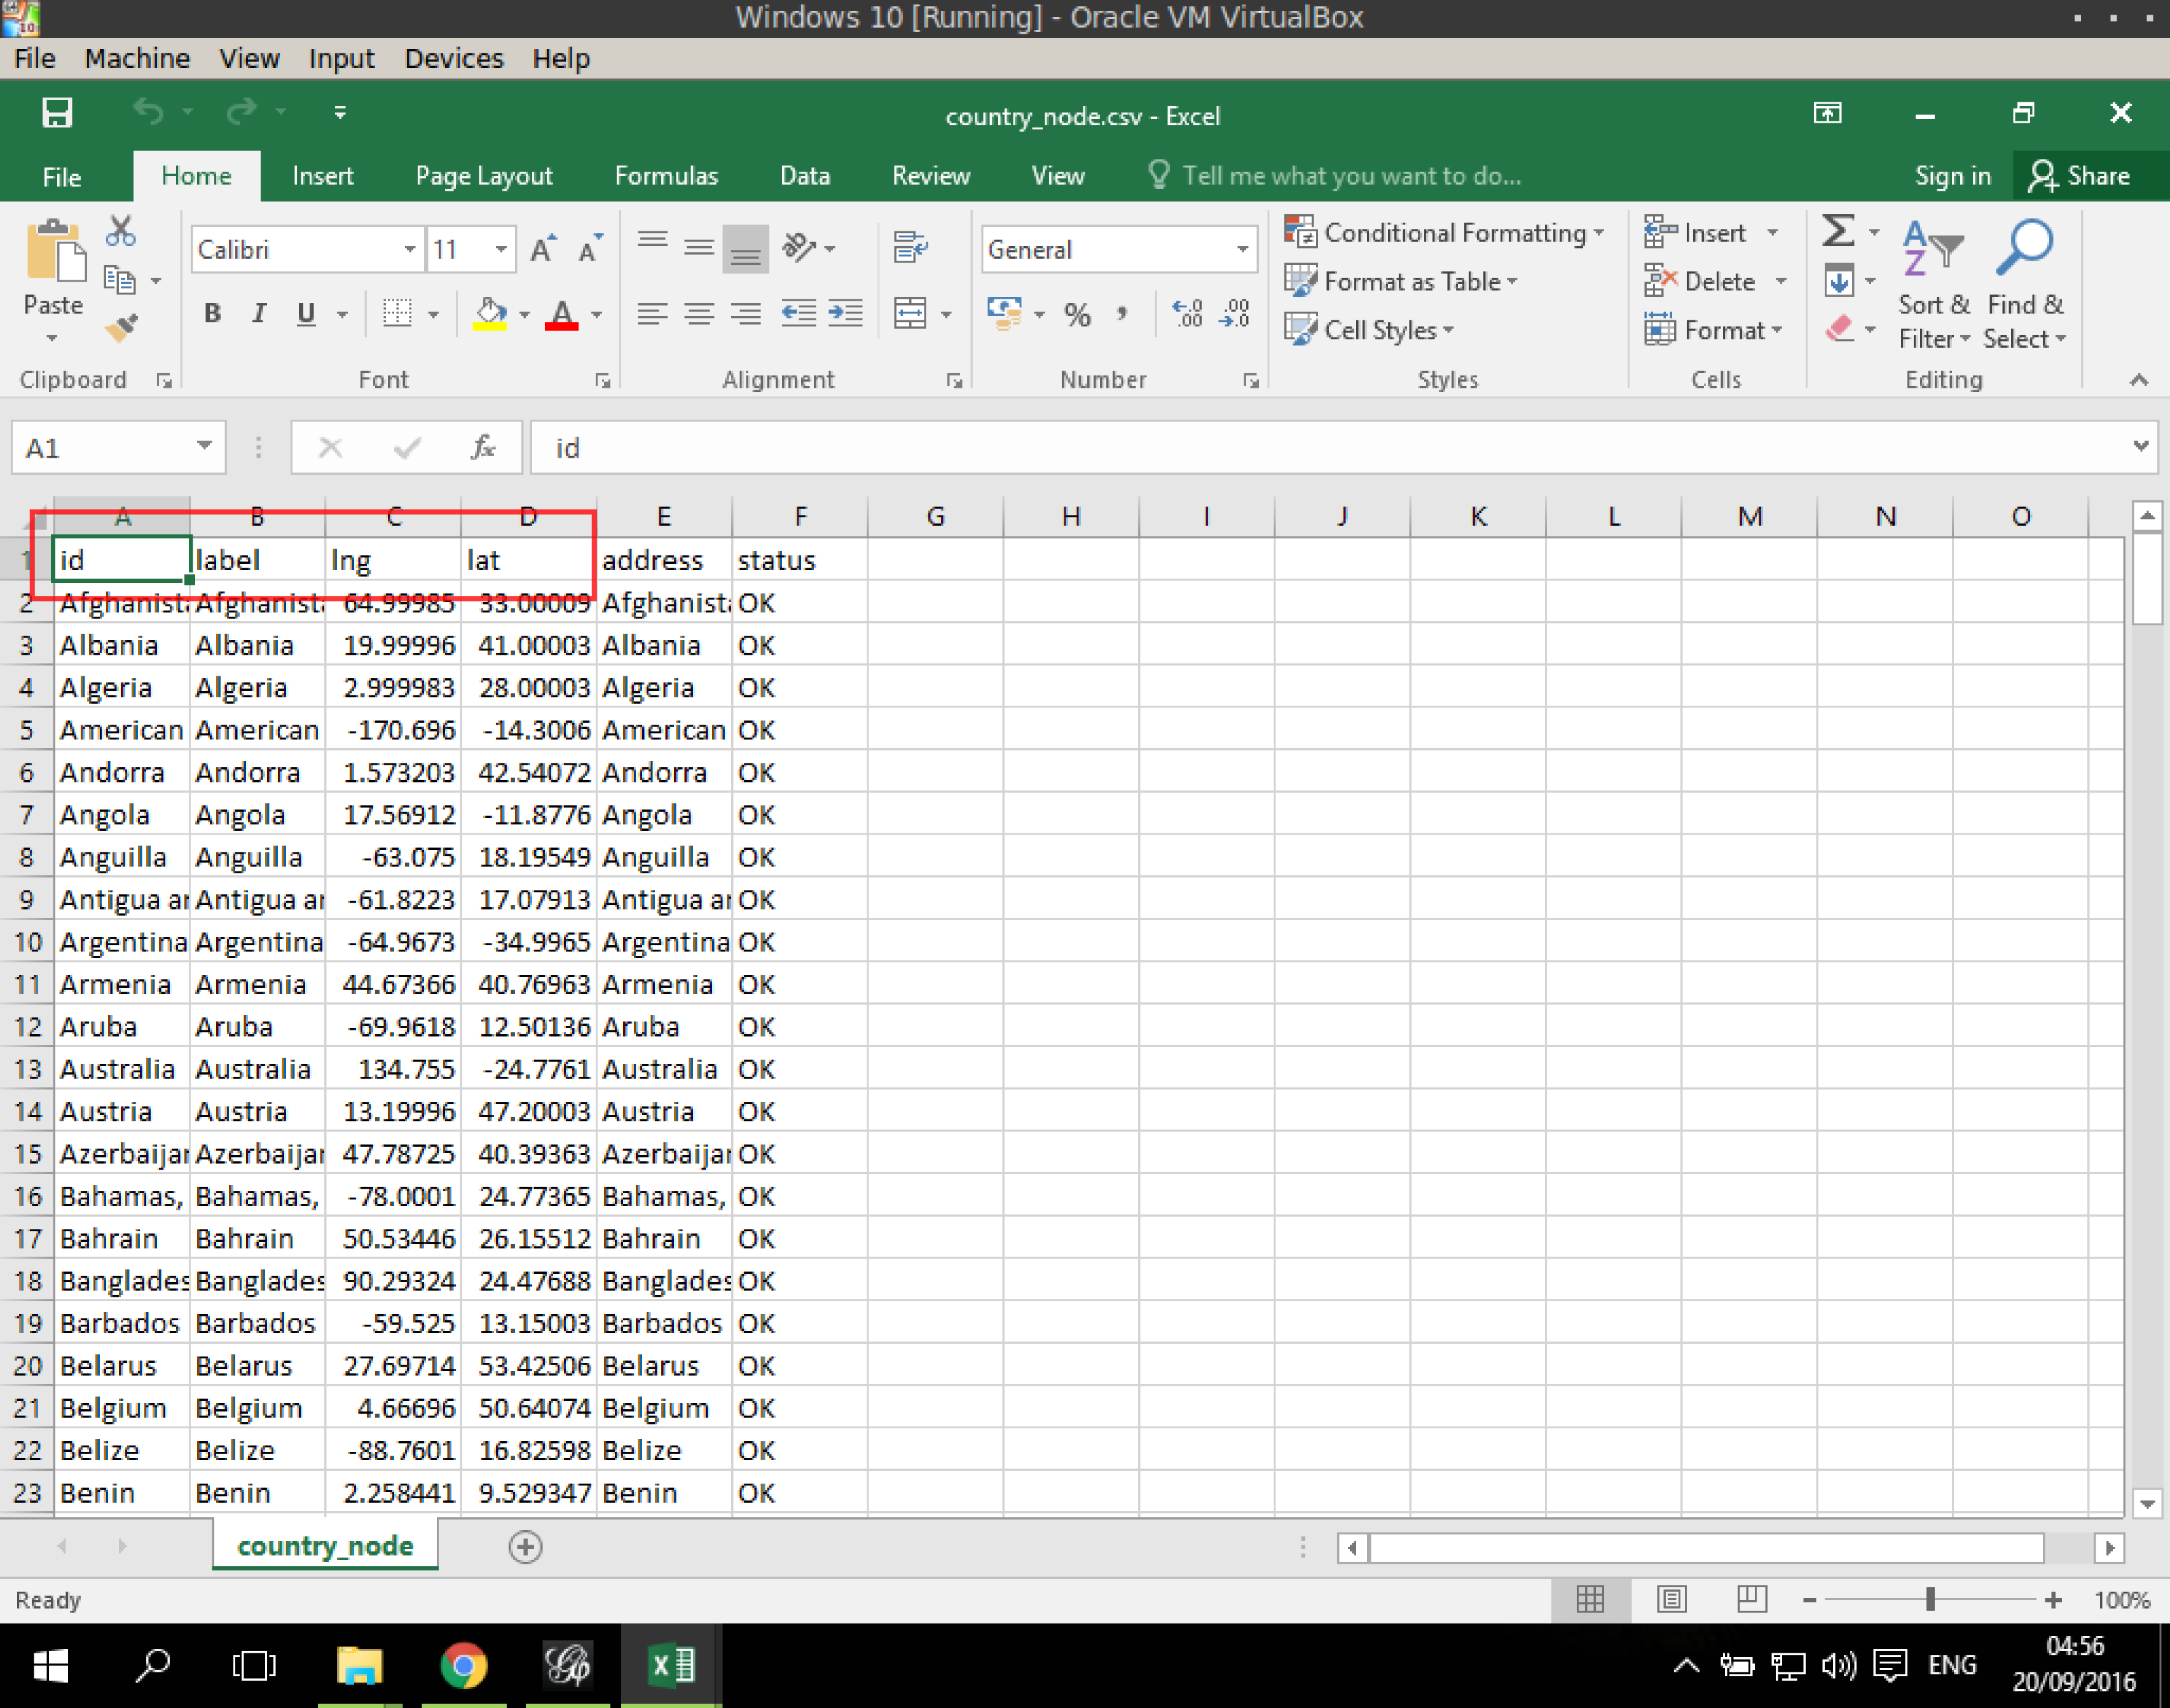 Windows 10 [Running] - Oracle VM VirtualBox
File Machine View Input Devices Help
country_node.csv - Excel
File Home Insert Page Layout Formulas Data Review View Tell me what you want to do... Sign in Share
Calibri 11 General Conditional Formatting Insert
Format as Table Delete
Paste B I U % Cell Styles Format Sort & Filter Find & Select
Clipboard Font Alignment Number Styles Cells Editing
A1 fx id
A B C D E F G H I J K L M N O
1 id label lng lat address status
2 Afghanista Afghanista 64.99985 33.00009 Afghanista OK
3 Albania Albania 19.99996 41.00003 Albania OK
4 Algeria Algeria 2.999983 28.00003 Algeria OK
5 American American -170.696 -14.3006 American OK
6 Andorra Andorra 1.573203 42.54072 Andorra OK
7 Angola Angola 17.56912 -11.8776 Angola OK
8 Anguilla Anguilla -63.075 18.19549 Anguilla OK
9 Antigua an Antigua an -61.8223 17.07913 Antigua an OK
10 Argentina Argentina -64.9673 -34.9965 Argentina OK
11 Armenia Armenia 44.67366 40.76963 Armenia OK
12 Aruba Aruba -69.9618 12.50136 Aruba OK
13 Australia Australia 134.755 -24.7761 Australia OK
14 Austria Austria 13.19996 47.20003 Austria OK
15 Azerbaijan Azerbaijan 47.78725 40.39363 Azerbaijan OK
16 Bahamas, Bahamas, -78.0001 24.77365 Bahamas, OK
17 Bahrain Bahrain 50.53446 26.15512 Bahrain OK
18 Banglades Banglades 90.29324 24.47688 Banglades OK
19 Barbados Barbados -59.525 13.15003 Barbados OK
20 Belarus Belarus 27.69714 53.42506 Belarus OK
21 Belgium Belgium 4.66696 50.64074 Belgium OK
22 Belize Belize -88.7601 16.82598 Belize OK
23 Benin Benin 2.258441 9.529347 Benin OK
country_node
Ready 100%
ENG 04:56
20/09/2016